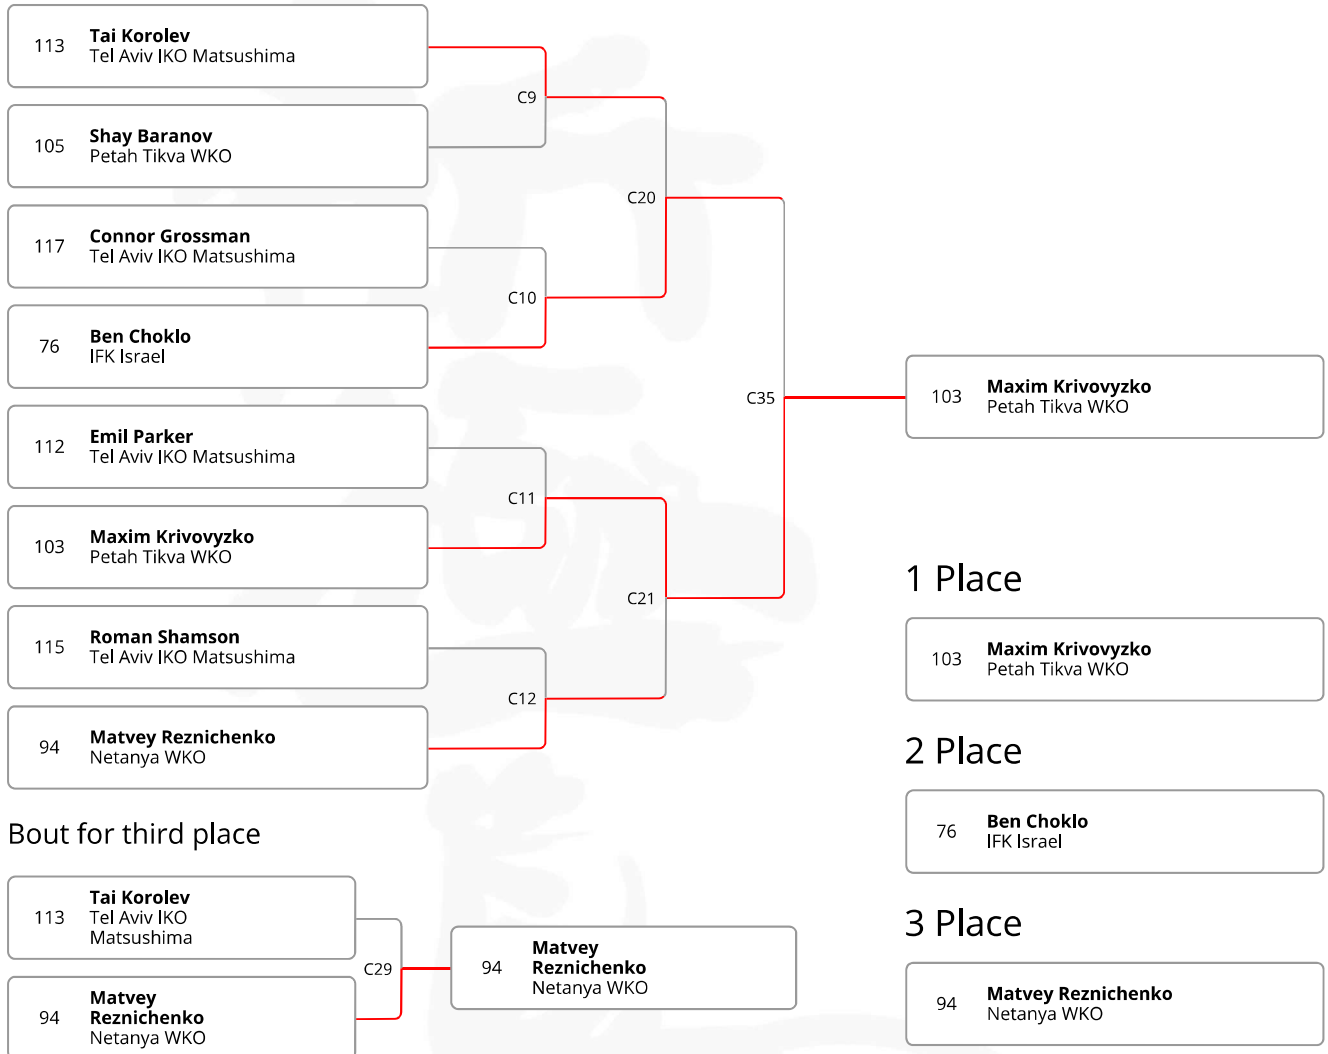 113
Tai Korolev
Tel Aviv IKO Matsushima
105
Shay Baranov
Petah Tikva WKO
117
Connor Grossman
Tel Aviv IKO Matsushima
76
Ben Choklo
IFK Israel
112
Emil Parker
Tel Aviv IKO Matsushima
103
Maxim Krivovyzko
Petah Tikva WKO
115
Roman Shamson
Tel Aviv IKO Matsushima
94
Matvey Reznichenko
Netanya WKO
C9
C10
C11
C12
C20
C21
C35
103
Maxim Krivovyzko
Petah Tikva WKO
Bout for third place
113
Tai Korolev
Tel Aviv IKO
Matsushima
94
Matvey
Reznichenko
Netanya WKO
C29
94
Matvey
Reznichenko
Netanya WKO
1 Place
103
Maxim Krivovyzko
Petah Tikva WKO
2 Place
76
Ben Choklo
IFK Israel
3 Place
94
Matvey Reznichenko
Netanya WKO